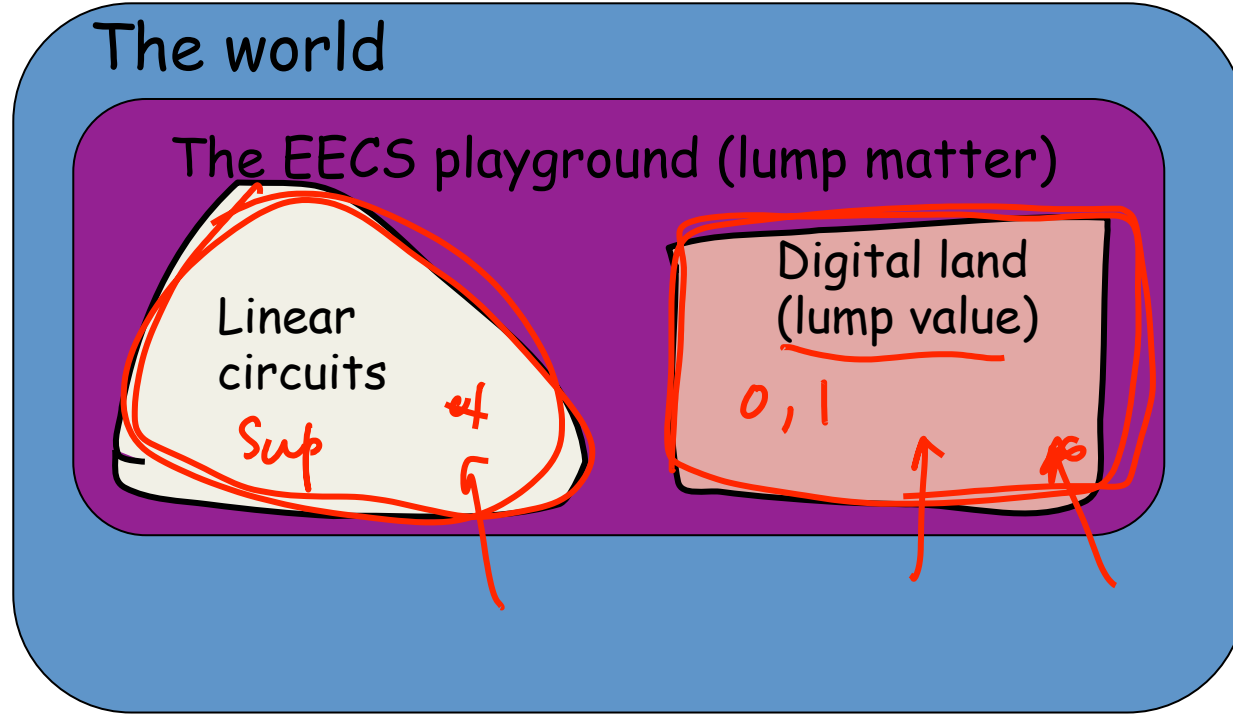 The world
The EECS playground (lump matter)
Linear
circuits
Sup
Digital land
(lump value)
0, 1